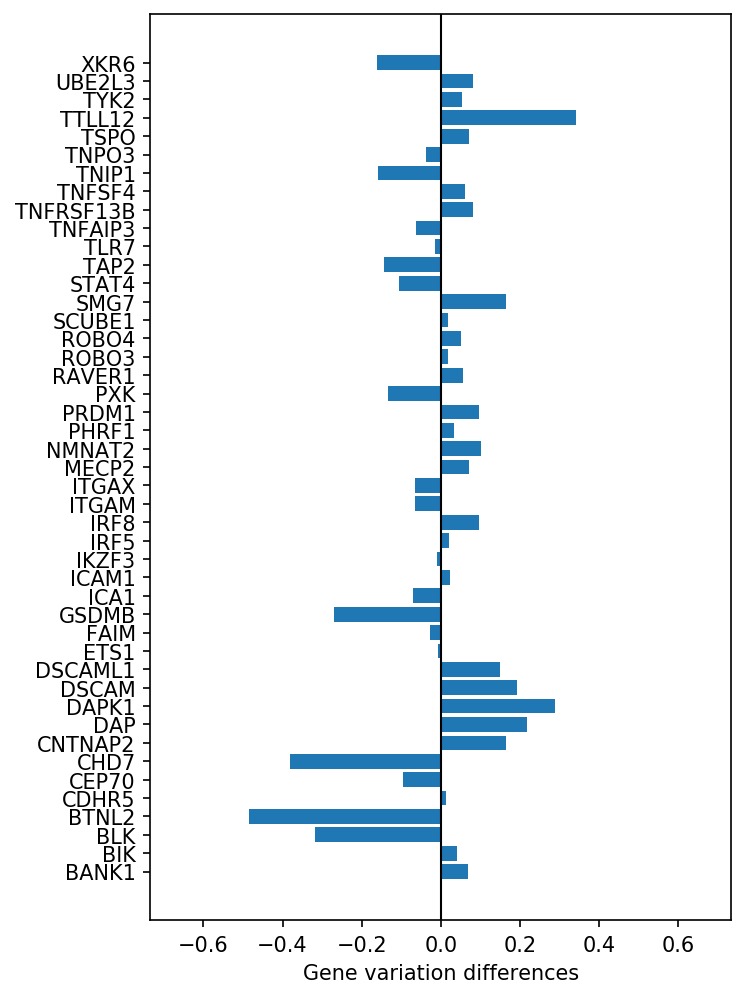 XKR6
UBE2L3
TYK2
TTLL12
TSPO
TNPO3
TNIP1
TNFSF4
TNFRSF13B
TNFAIP3
TLR7
TAP2
STAT4
SMG7
SCUBE1
ROBO4
ROBO3
RAVER1
PXK
PRDM1
PHRF1
NMNAT2
MECP2
ITGAX
ITGAM
IRF8
IRF5
IKZF3
ICAM1
ICA1
GSDMB
FAIM
ETS1
DSCAML1
DSCAM
DAPK1
DAP
CNTNAP2
CHD7
CEP70
CDHR5
BTNL2
BLK
BIK
BANK1
−0.6 −0.4 −0.2 0.0 0.2 0.4 0.6
Gene variation differences